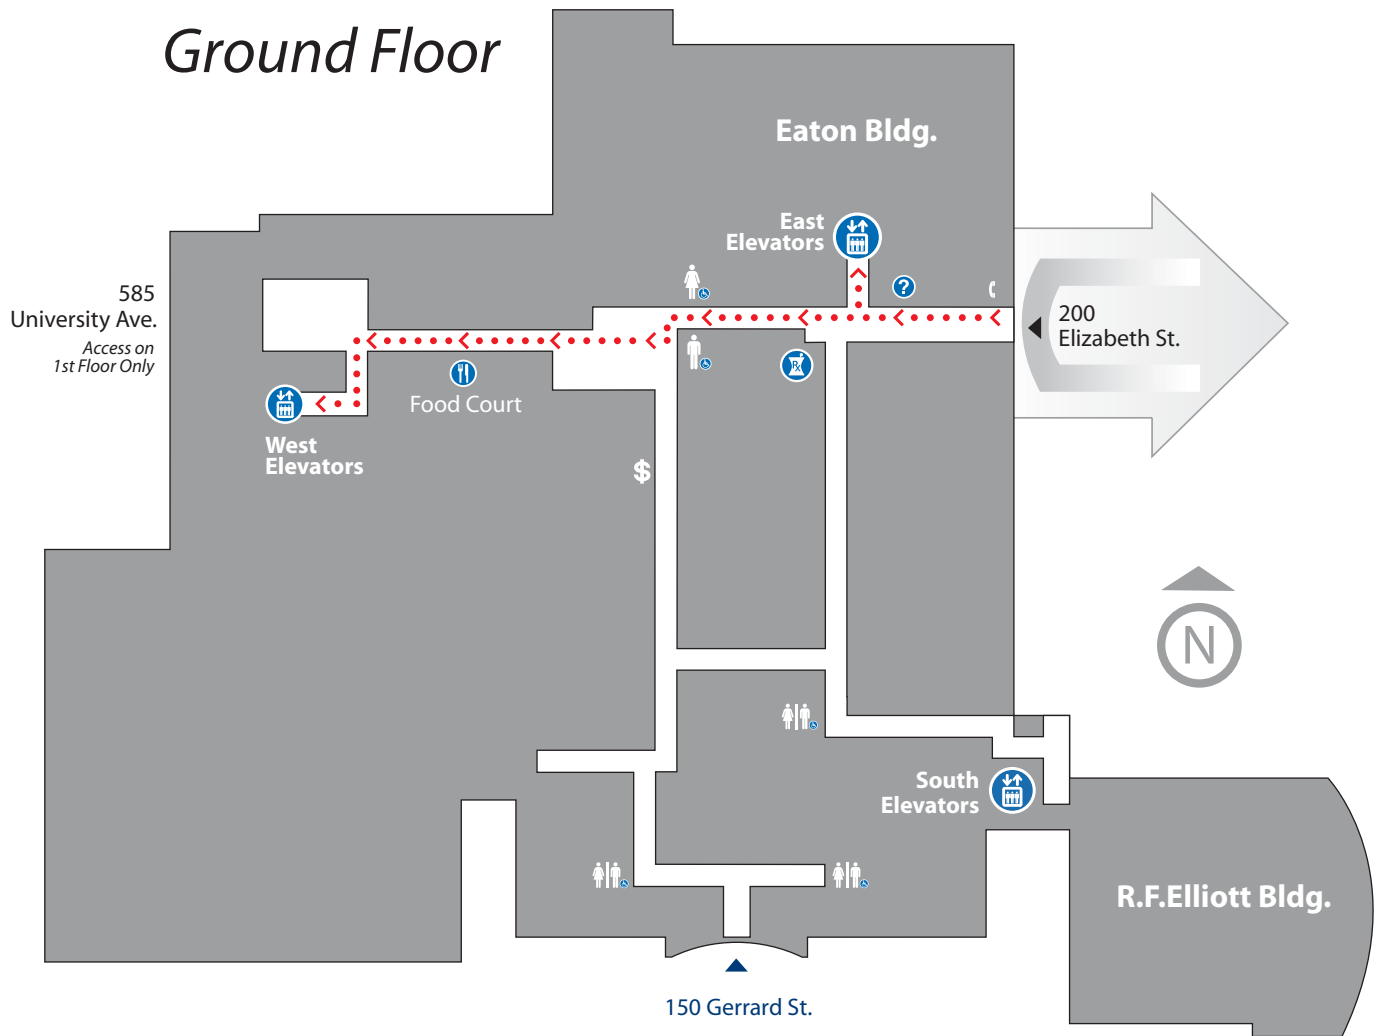 Ground Floor
Eaton Bldg.
East
Elevators
?
585
University Ave.
Access on
1st Floor Only
200
Elizabeth St.
Rx
Food Court
West
Elevators
$
N
South
Elevators
R.F.Elliott Bldg.
150 Gerrard St.